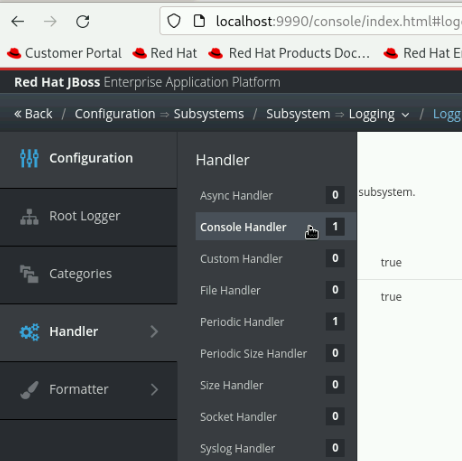 localhost:9990/console/index.html#log
Customer Portal Red Hat Red Hat Products Doc… Red Hat E
Red Hat JBoss Enterprise Application Platform
« Back / Configuration ⇒ Subsystems / Subsystem ⇒ Logging / Logg
Configuration
Root Logger
Categories
Handler
Formatter
Handler
Async Handler 0
Console Handler 1
Custom Handler 0
File Handler 0
Periodic Handler 1
Periodic Size Handler 0
Size Handler 0
Socket Handler 0
Syslog Handler 0
subsystem.
true
true